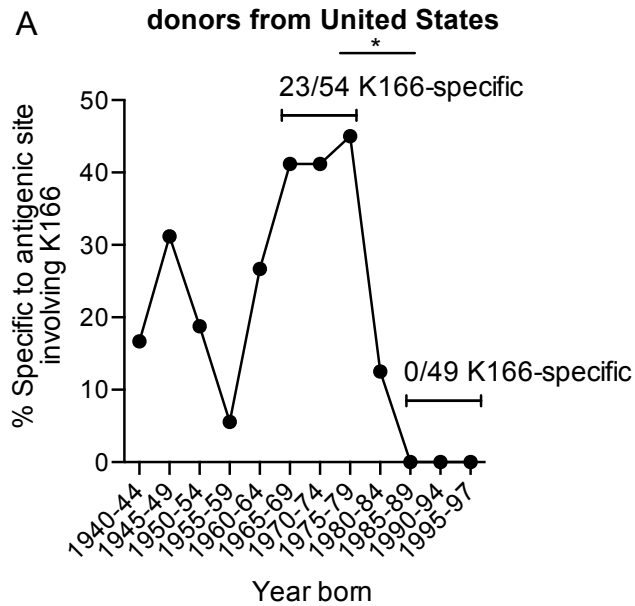 A
donors from United States
*
23/54 K166-specific
50
40
30
20
10
0
% Specific to antigenic site
involving K166
0/49 K166-specific
1940-44
1945-49
1950-54
1955-59
1960-64
1965-69
1970-74
1975-79
1980-84
1985-89
1990-94
1995-97
Year born